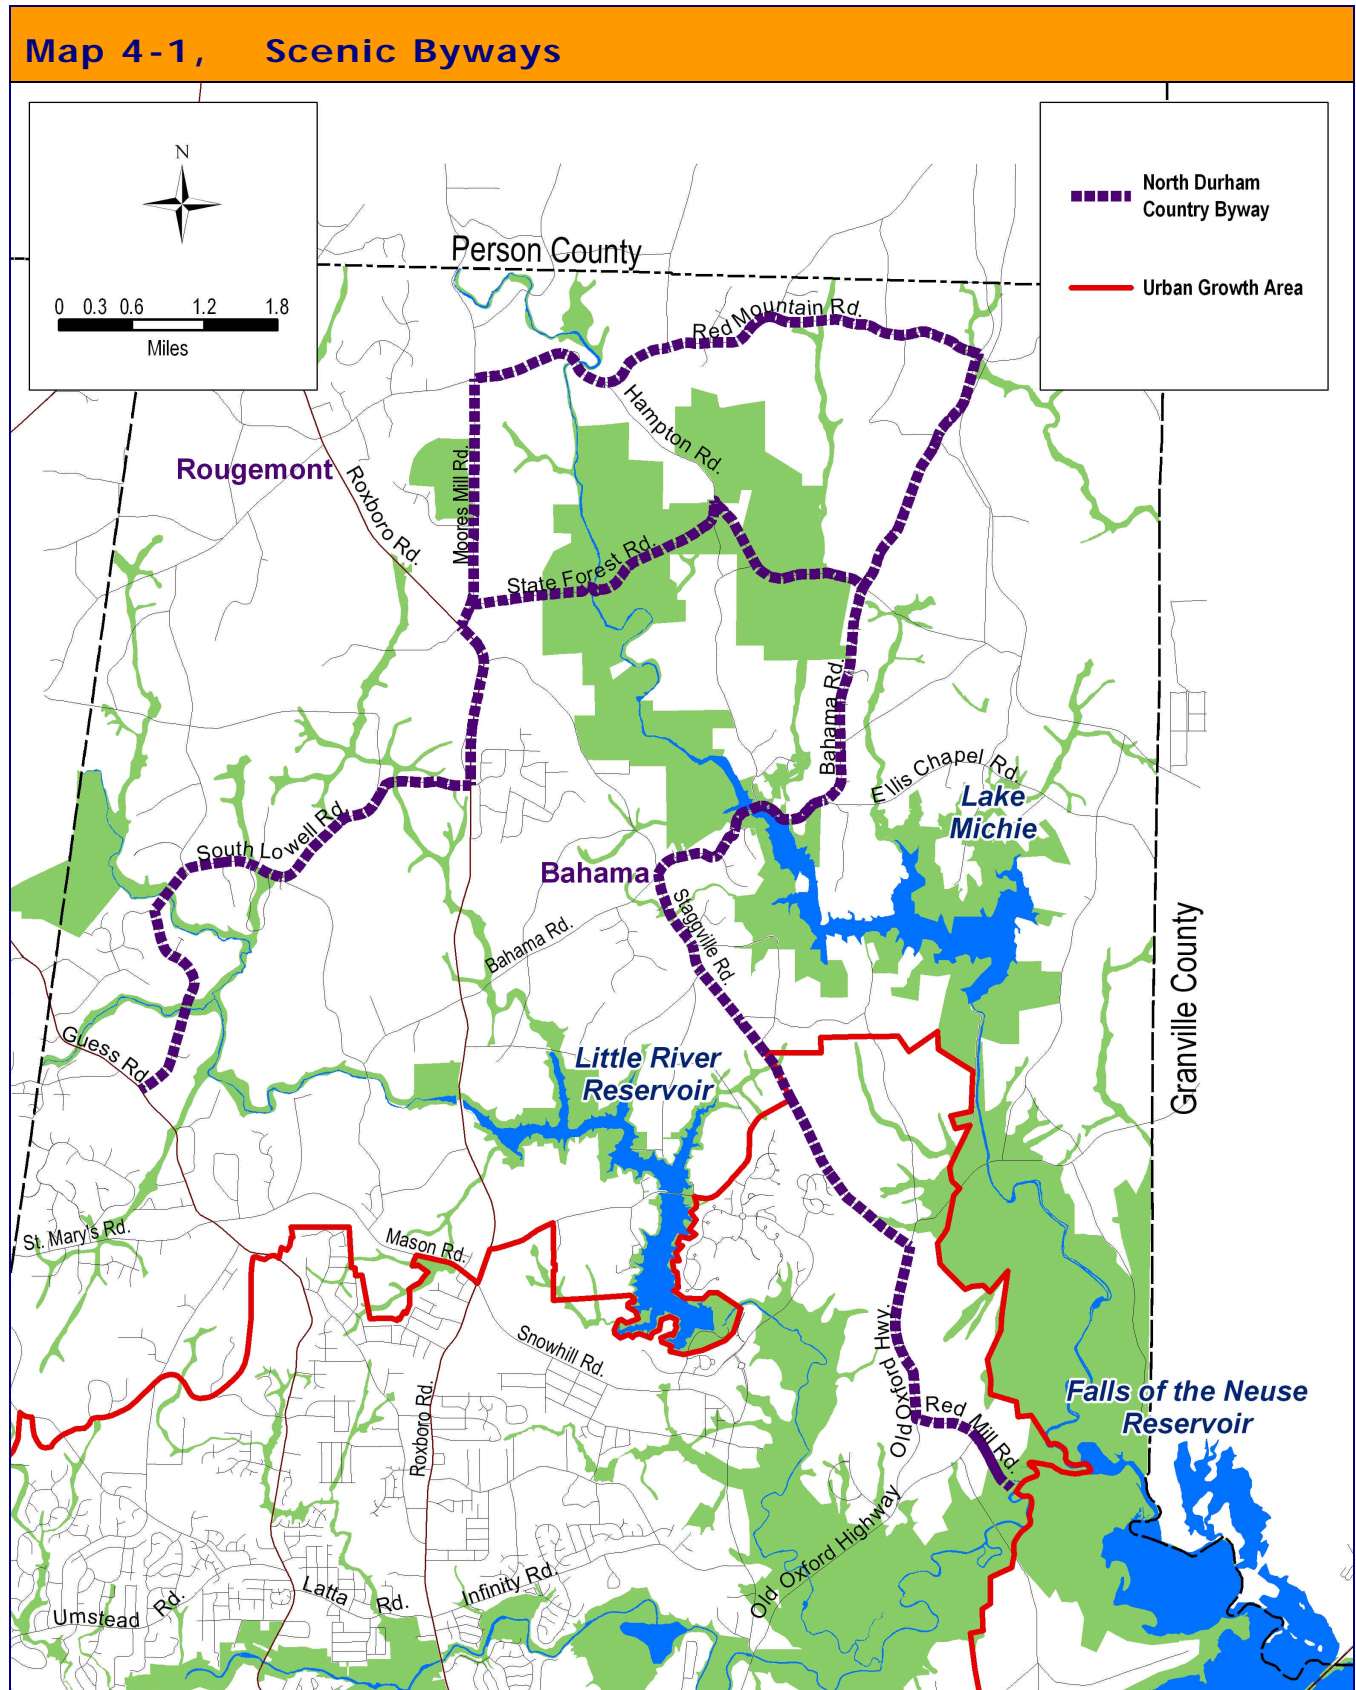 Map 4-1, Scenic Byways
N
0 0.3 0.6 1.2 1.8
Miles
North Durham
Country Byway
Urban Growth Area
Person County
Red Mountain Rd.
Hampton Rd.
Rougemont
Roxboro Rd.
Moores Mill Rd.
State Forest Rd.
Bahama Rd.
Ellis Chapel Rd.
Lake
Michie
South Lowell Rd.
Bahama
Staggville Rd.
Bahama Rd.
Granville County
Guess Rd.
Little River
Reservoir
St. Mary's Rd.
Mason Rd.
Snowhill Rd.
Old Oxford Hwy.
Red Mill Rd.
Falls of the Neuse
Reservoir
Roxboro Rd.
Old Oxford Highway
Latta Rd.
Infinity Rd.
Umstead Rd.